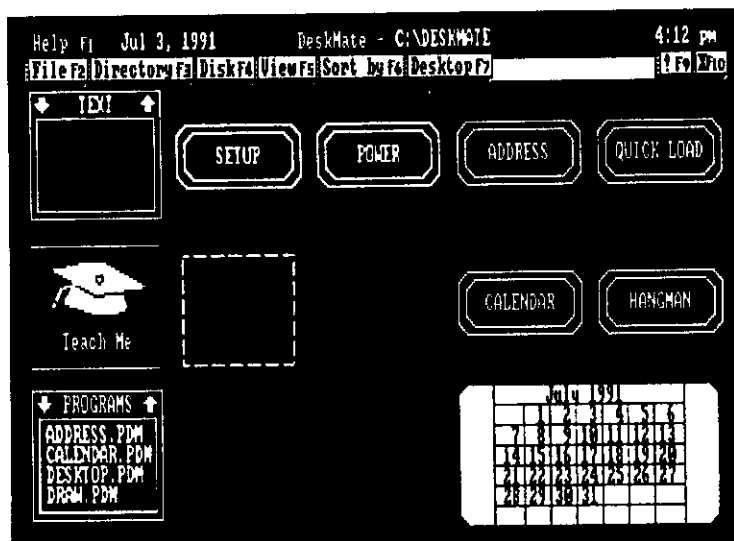 Help F1 Jul 3, 1991 DeskMate - C:\DESKMATE 4:12 pm
File F2 Directory F3 Disk F4 View F5 Sort by F6 Desktop F7 ! F9 F10
TEXT
SETUP
POWER
ADDRESS
QUICK LOAD
Teach Me
CALENDAR
HANGMAN
PROGRAMS
ADDRESS.PDM
CALENDAR.PDM
DESKTOP.PDM
DRAW.PDM
July 1991
1 2 3 4 5 6
7 8 9 10 11 12 13
14 15 16 17 18 19 20
21 22 23 24 25 26 27
28 29 30 31